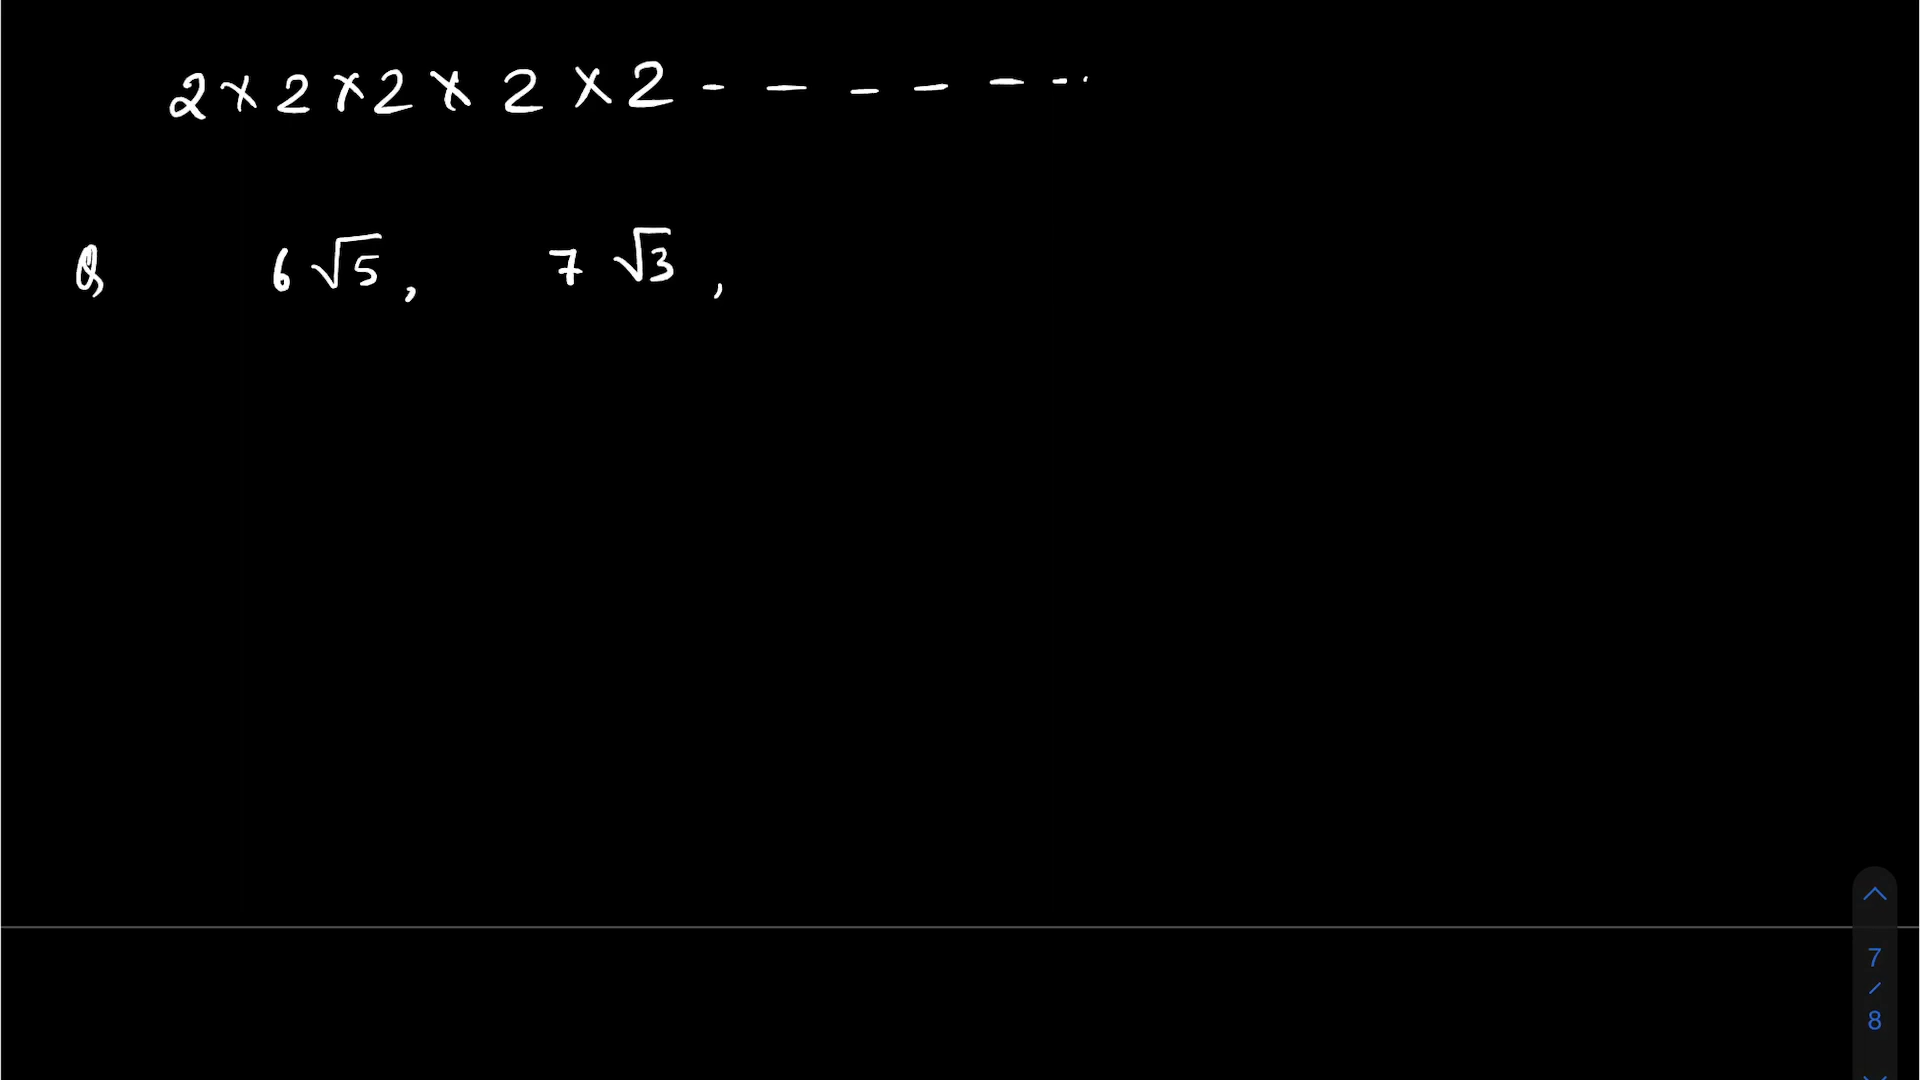 2 × 2 × 2 × 2 × 2 - - - - - - ·
Q 6 √5 , 7 √3 ,
7
/
8